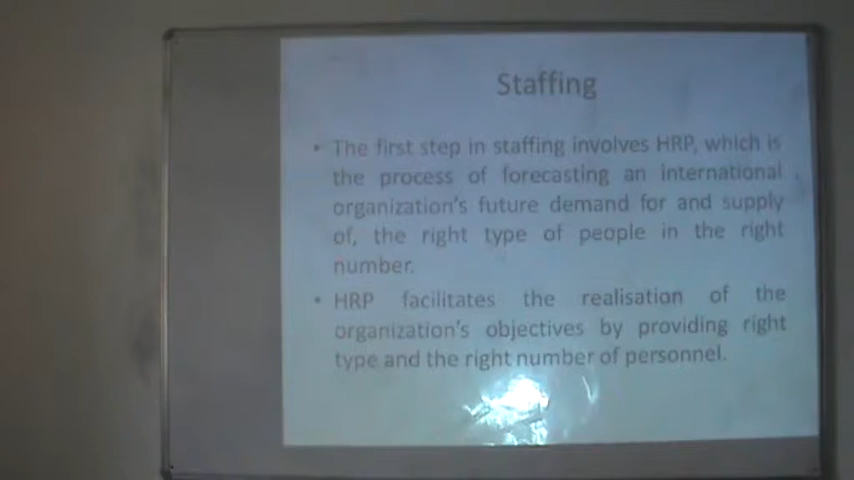 Staffing
• The first step in staffing involves HRP, which is
the process of forecasting an international
organization's future demand for and supply
of, the right type of people in the right
number.
• HRP facilitates the realisation of the
organization's objectives by providing right
type and the right number of personnel.